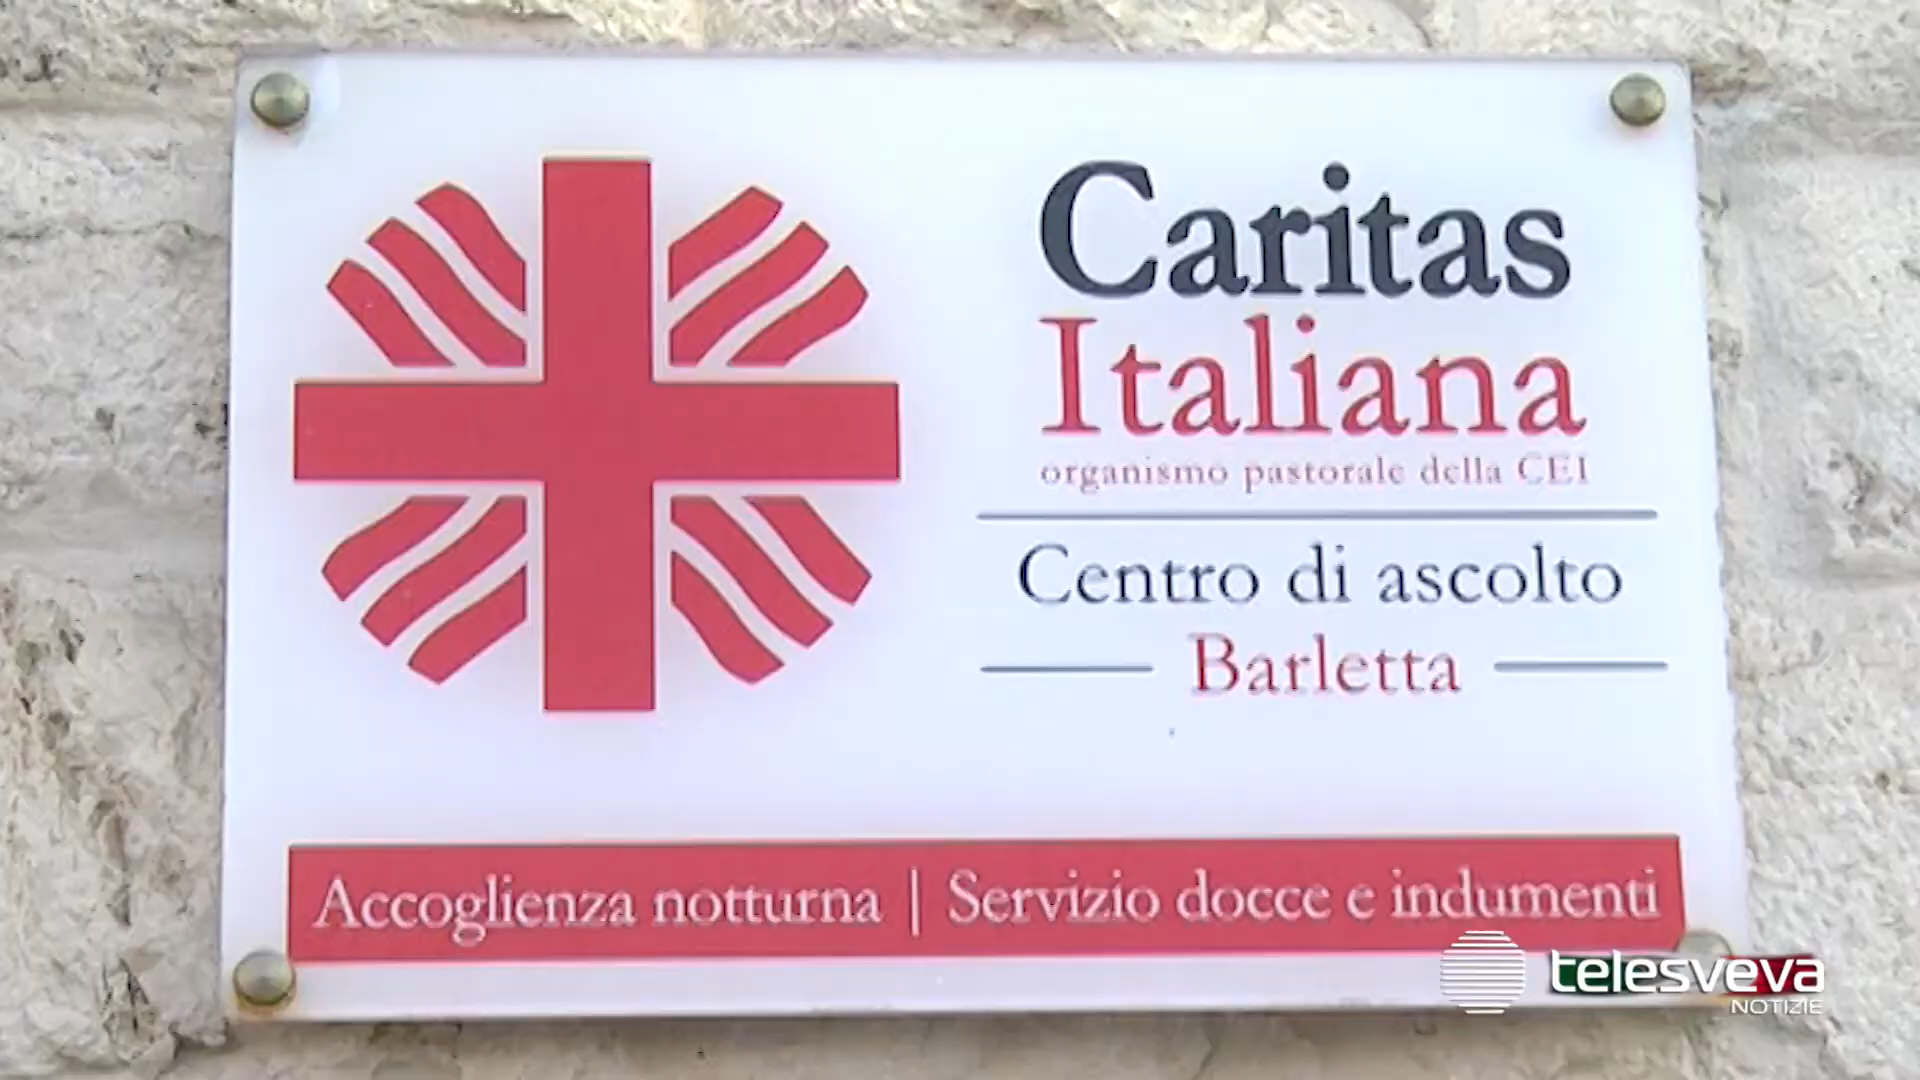 Caritas
Italiana
organismo pastorale della CEI
Centro di ascolto
Barletta
Accoglienza notturna | Servizio docce e indumenti
telesveva
NOTIZIE